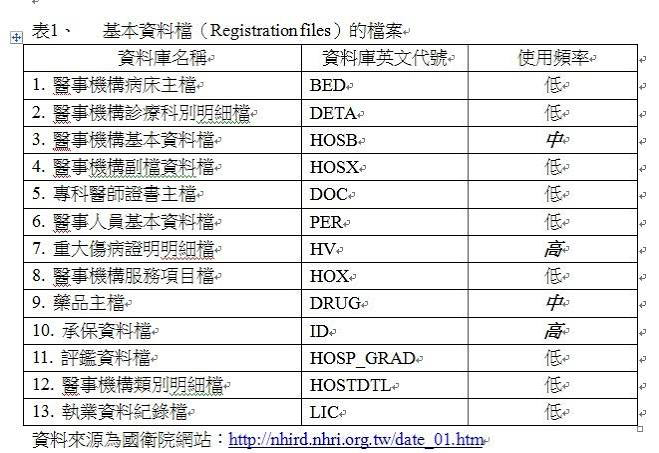 表1、 基本資料檔（Registration files）的檔案
資料庫名稱 資料庫英文代號 使用頻率
1. 醫事機構病床主檔 BED 低
2. 醫事機構診療科別明細檔 DETA 低
3. 醫事機構基本資料檔 HOSB 中
4. 醫事機構副檔資料檔 HOSX 低
5. 專科醫師證書主檔 DOC 低
6. 醫事人員基本資料檔 PER 低
7. 重大傷病證明明細檔 HV 高
8. 醫事機構服務項目檔 HOX 低
9. 藥品主檔 DRUG 中
10. 承保資料檔 ID 高
11. 評鑑資料檔 HOSP_GRAD 低
12. 醫事機構類別明細檔 HOSTDTL 低
13. 執業資料紀錄檔 LIC 低
資料來源為國衛院網站：http://nhird.nhri.org.tw/date_01.htm